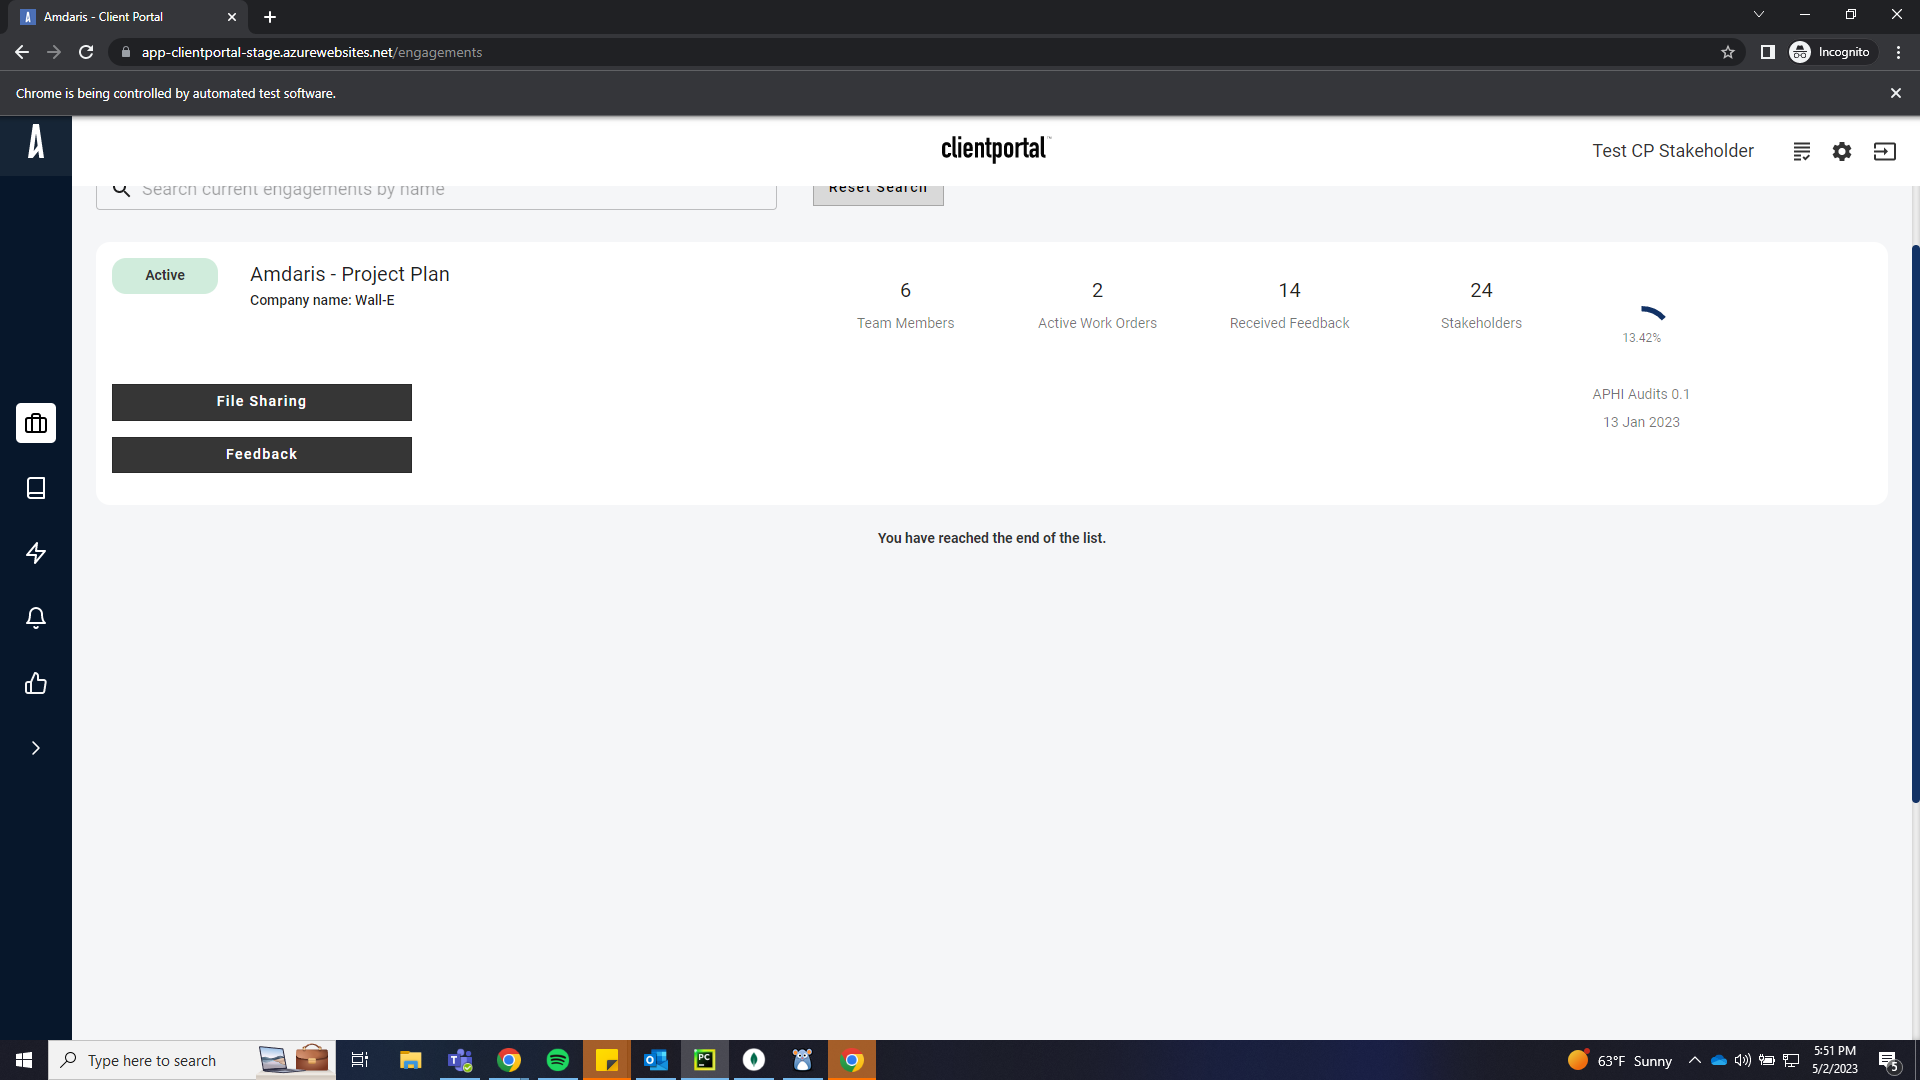 Amdaris - Client Portal
app-clientportal-stage.azurewebsites.net/engagements
Incognito
Chrome is being controlled by automated test software.
clientportal™
Test CP Stakeholder
Search current engagements by name
Reset Search
Active
Amdaris - Project Plan
Company name: Wall-E
6
Team Members
2
Active Work Orders
14
Received Feedback
24
Stakeholders
13.42%
File Sharing
APHI Audits 0.1
13 Jan 2023
Feedback
You have reached the end of the list.
Type here to search
PC
63°F Sunny
5:51 PM
5/2/2023
5